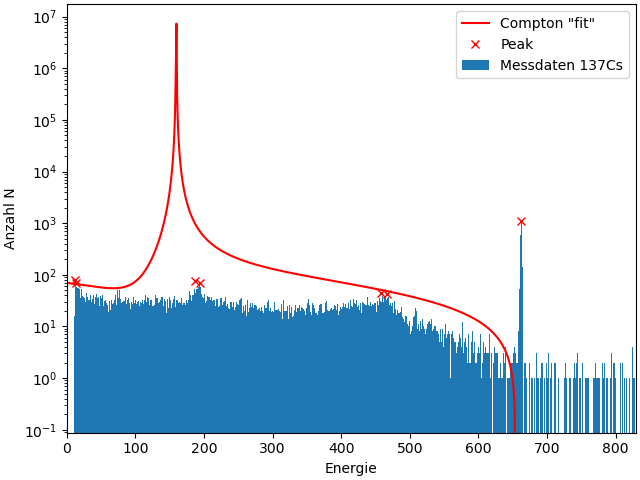 10⁷
10⁶
10⁵
10⁴
10³
10²
10¹
10⁰
10⁻¹
Anzahl N
Compton "fit"
Peak
Messdaten 137Cs
0 100 200 300 400 500 600 700 800
Energie